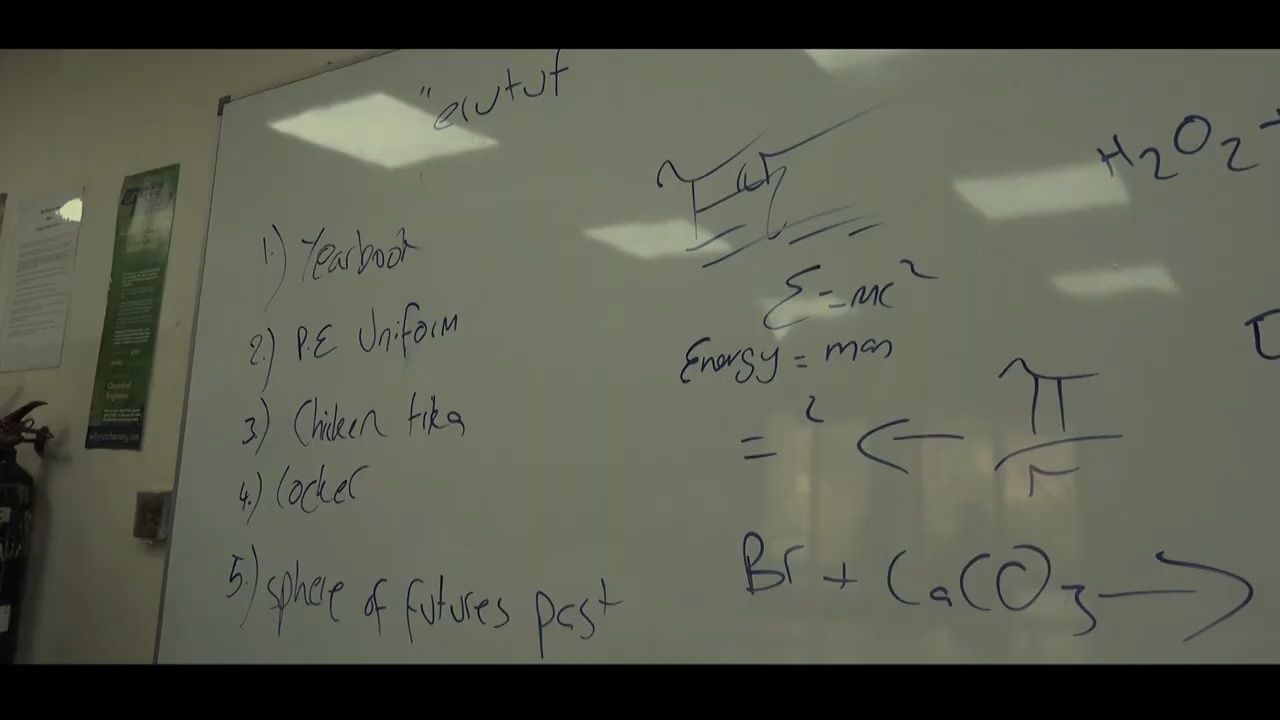 "erutuf
1.) Yearbook
2.) P.E Uniform
3.) Chicken tika
4.) Locker
5.) sphere of futures past
H2O2 +
E=mc²
Energy = mas
= 2 ← π/r
Br + CaCO3 →